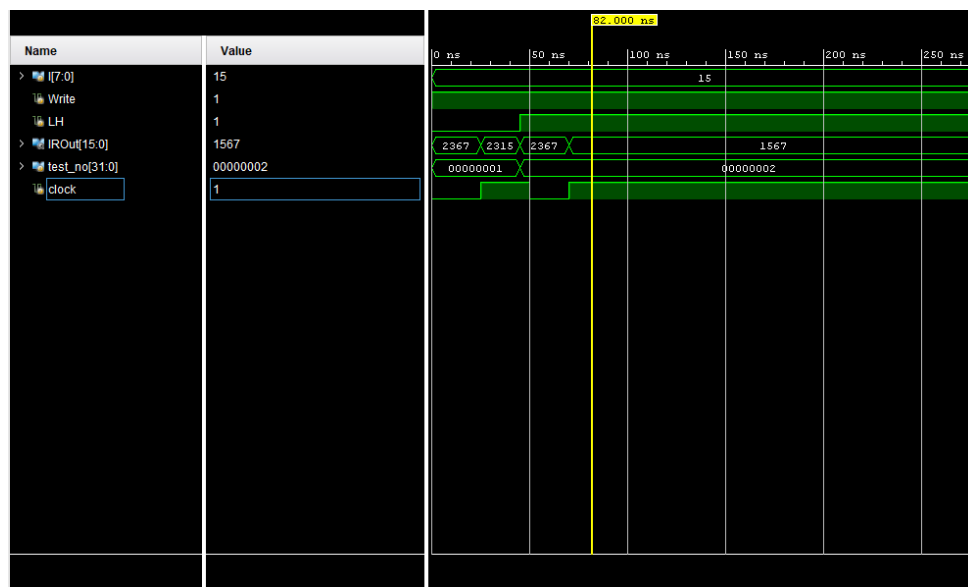 82.000 ns
Name Value
0 ns 50 ns 100 ns 150 ns 200 ns 250 ns
> I[7:0] 15 15
Write 1
LH 1
> IROut[15:0] 1567 2367 2315 2367 1567
> test_no[31:0] 00000002 00000001 00000002
clock 1